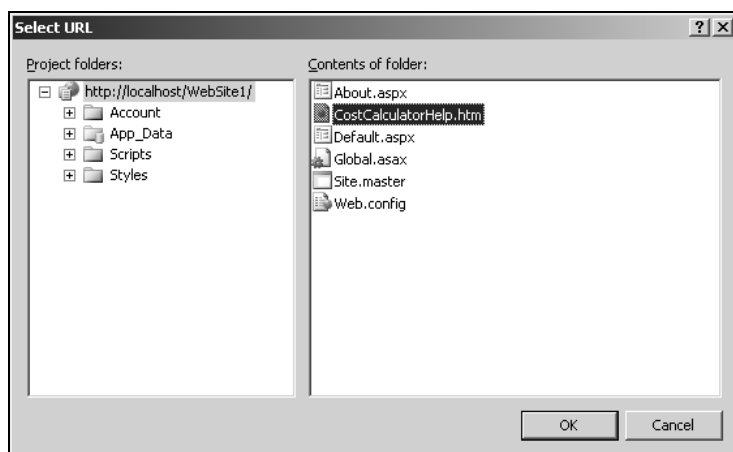 Select URL
Project folders:
http://localhost/WebSite1/
Account
App_Data
Scripts
Styles
Contents of folder:
About.aspx
CostCalculatorHelp.htm
Default.aspx
Global.asax
Site.master
Web.config
OK
Cancel